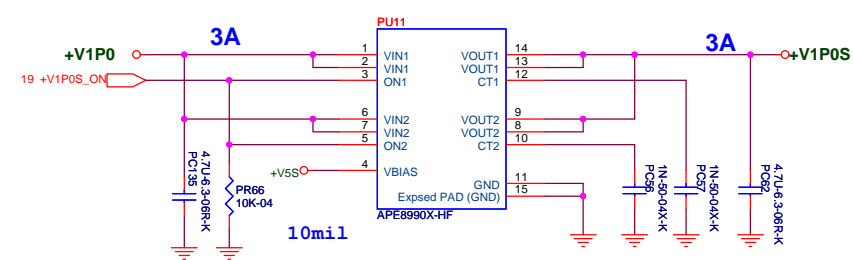 PU11
+V1P0
3A
3A
+V1P0S
19 +V1P0S_ON
1 VIN1
2 VIN1
3 ON1
6 VIN2
7 VIN2
5 ON2
4 VBIAS
+V5S
VOUT1 14
VOUT1 13
CT1 12
VOUT2 9
VOUT2 8
CT2 10
GND 11
Expsed PAD (GND) 15
APE8990X-HF
PC135
4.7U-6.3-06R-K
PR66
10K-04
10mil
PC56
1N-50-04X-K
PC57
1N-50-04X-K
PC62
4.7U-6.3-06R-K